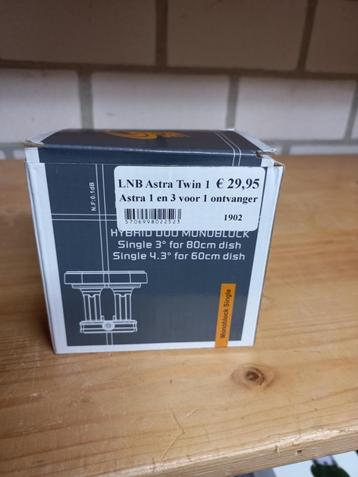 LNB Astra Twin 1 € 29,95
Astra 1 en 3 voor 1 ontvanger
5706998022523
1902
N.F:0.1dB
HYBRID DUO MONOBLOCK
Single 3° for 80cm dish
Single 4.3° for 60cm dish
Monoblock Single